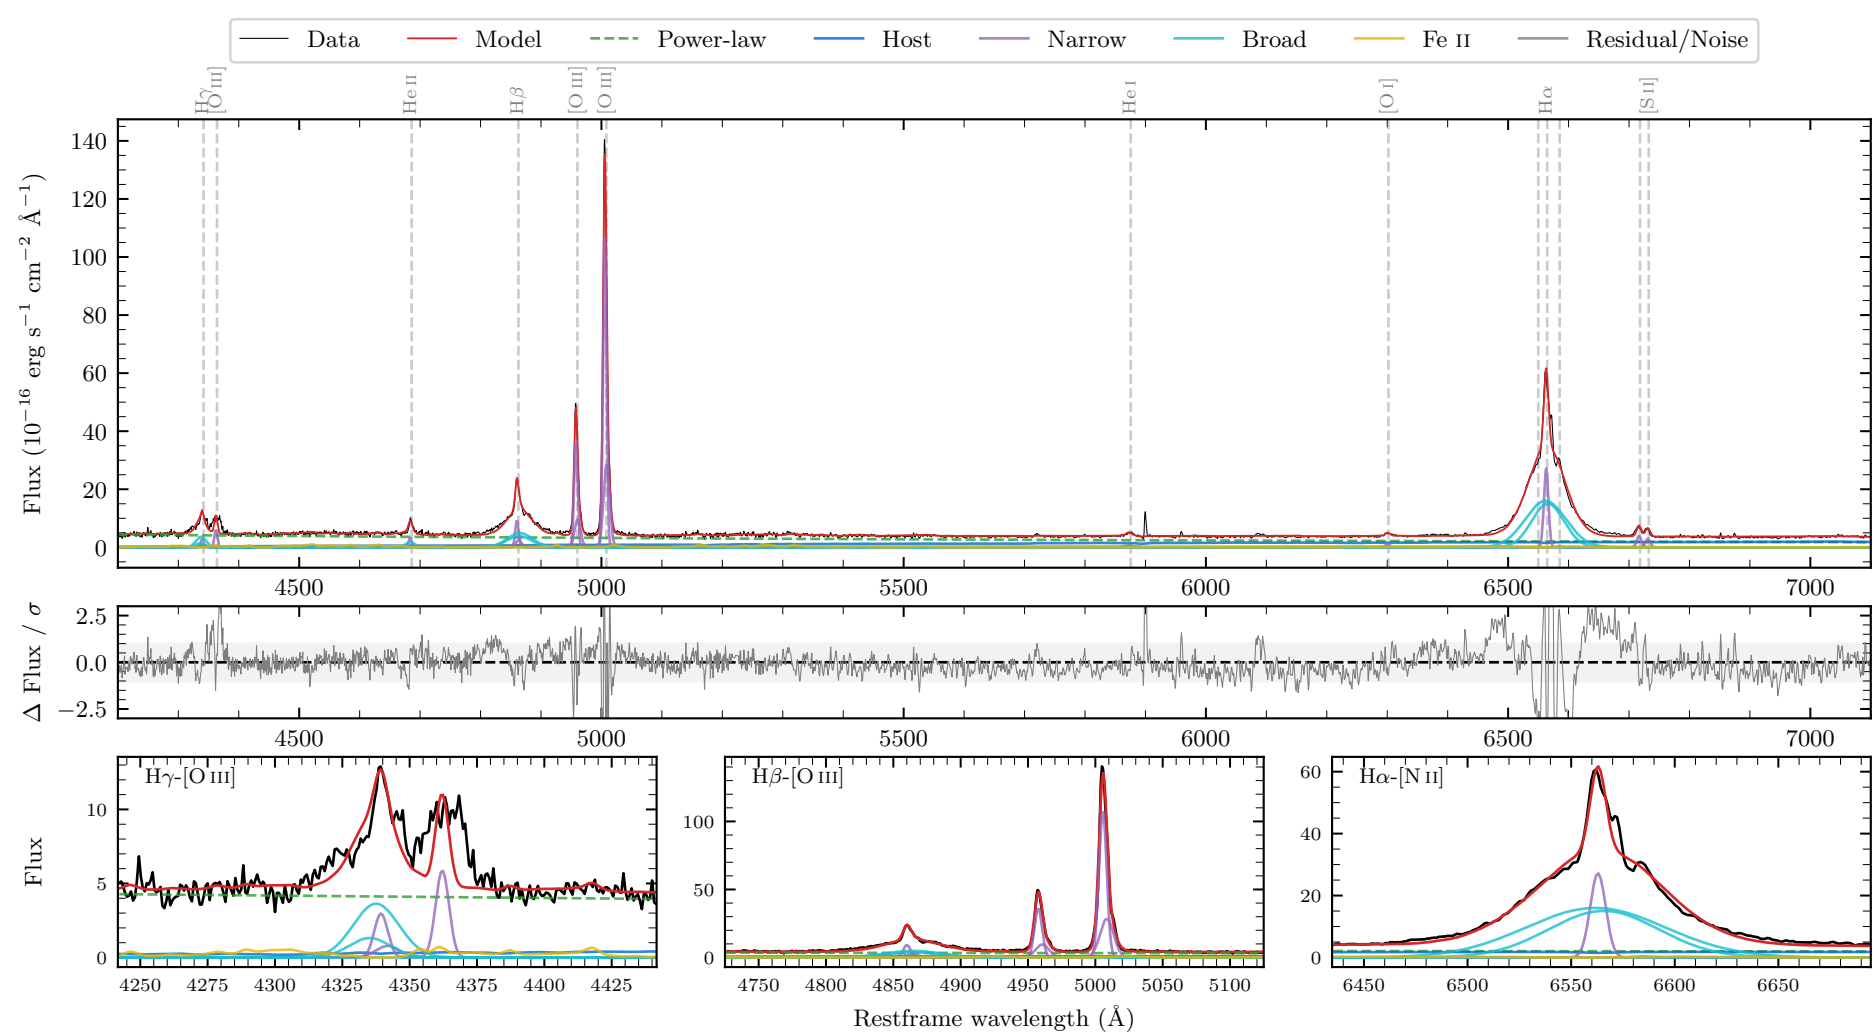 Data Model Power-law Host Narrow Broad Fe II Residual/Noise
Hγ [O III] He II Hβ [O III] [O III] He I [O I] Hα [S II]
Flux (10−16 erg s−1 cm−2 Å−1)
140
120
100
80
60
40
20
0
4500 5000 5500 6000 6500 7000
Δ Flux / σ
2.5
0.0
−2.5
4500 5000 5500 6000 6500 7000
Flux
Hγ-[O III]
10
5
0
4250 4275 4300 4325 4350 4375 4400 4425
Hβ-[O III]
100
50
0
4750 4800 4850 4900 4950 5000 5050 5100
Hα-[N II]
60
40
20
0
6450 6500 6550 6600 6650
Restframe wavelength (Å)